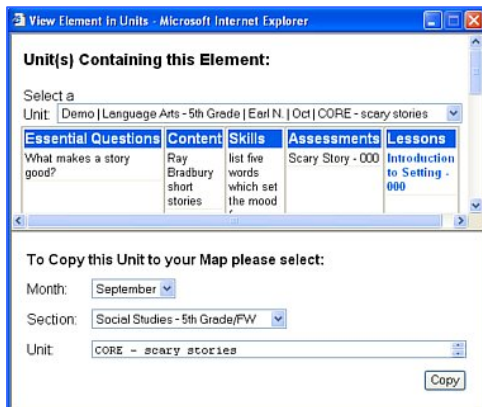 View Element in Units - Microsoft Internet Explorer
Unit(s) Containing this Element:
Select a
Unit: Demo | Language Arts - 5th Grade | Earl N. | Oct | CORE - scary stories
Essential Questions Content Skills Assessments Lessons
What makes a story Ray list five Scary Story - 000 Introduction
good? Bradbury words to Setting -
short which set 000
stories the mood
To Copy this Unit to your Map please select:
Month: September
Section: Social Studies - 5th Grade/FW
Unit: CORE - scary stories
Copy